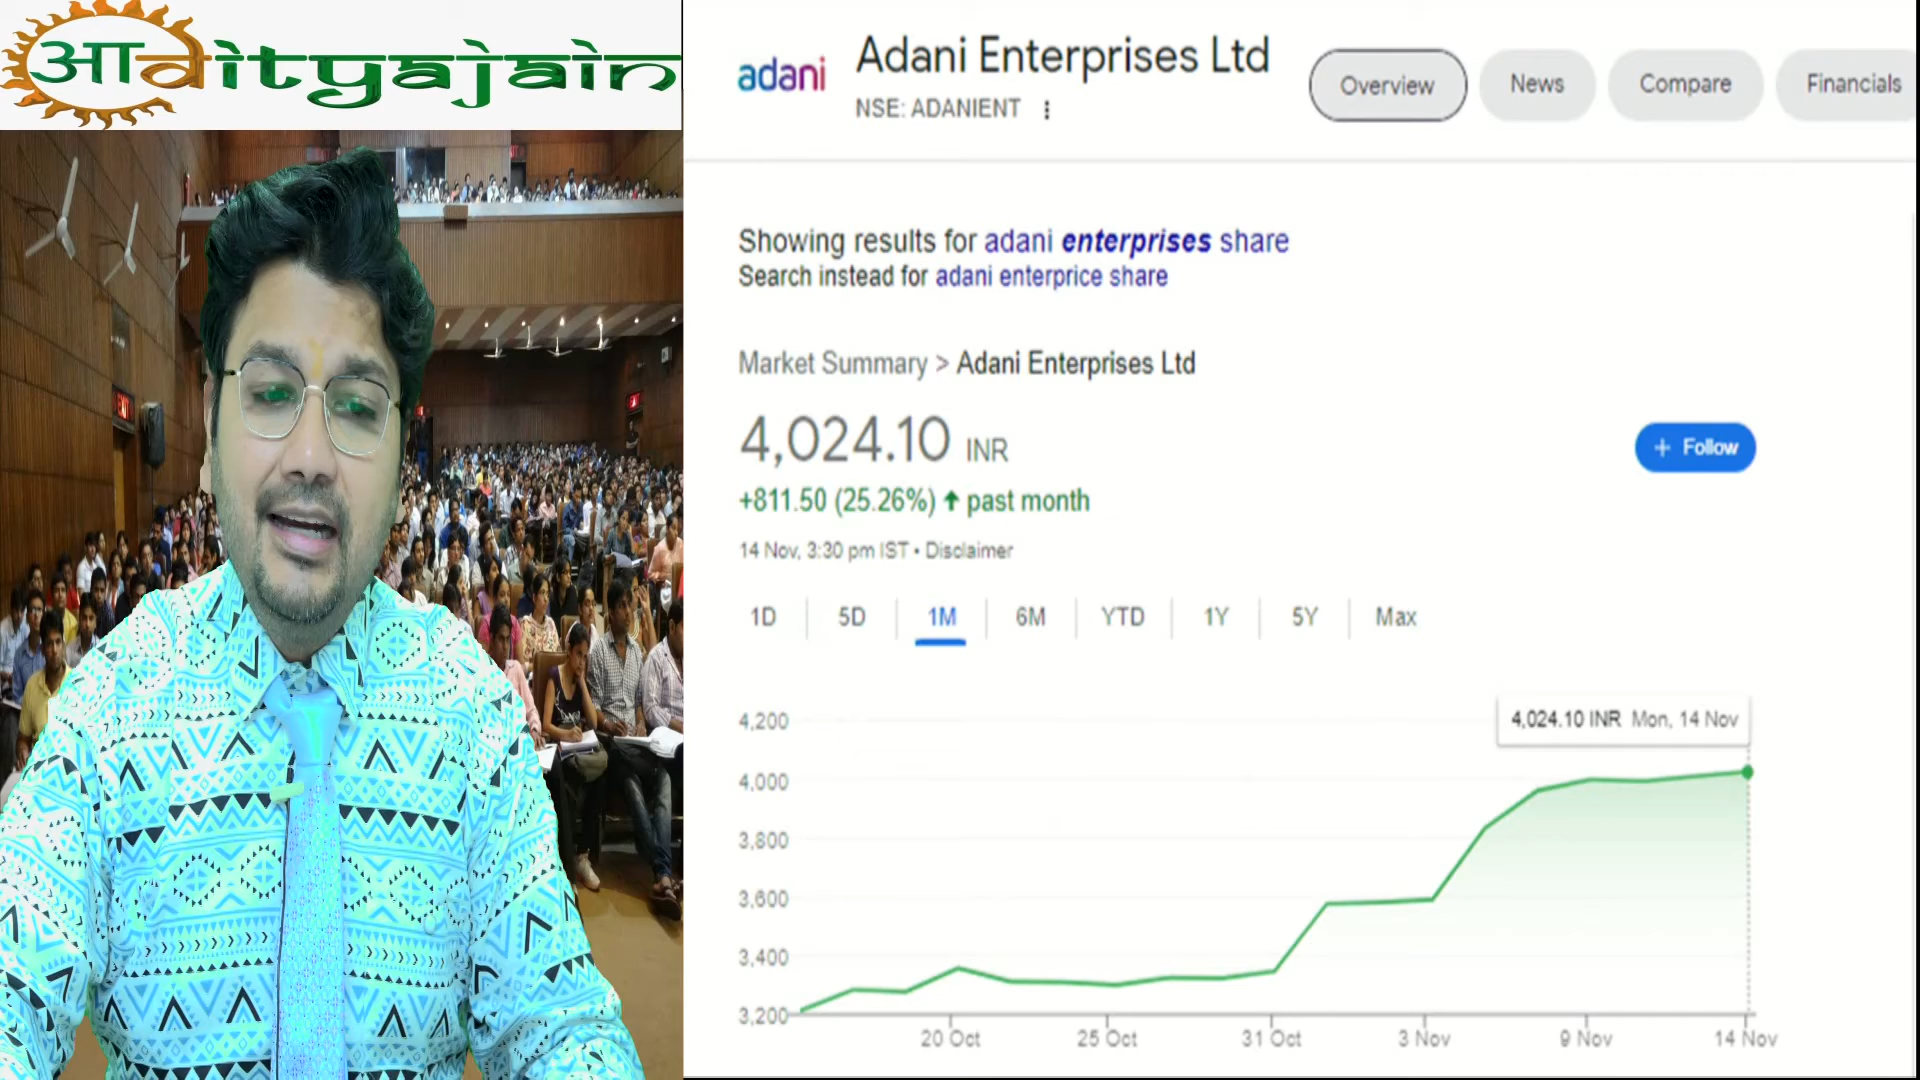 आdityajain
adani
Adani Enterprises Ltd
NSE: ADANIENT
Overview
News
Compare
Financials
Showing results for adani enterprises share
Search instead for adani enterprice share
Market Summary > Adani Enterprises Ltd
4,024.10 INR
+ Follow
+811.50 (25.26%) ↑ past month
14 Nov, 3:30 pm IST • Disclaimer
1D
5D
1M
6M
YTD
1Y
5Y
Max
4,024.10 INR Mon, 14 Nov
4,200
4,000
3,800
3,600
3,400
3,200
20 Oct
25 Oct
31 Oct
3 Nov
9 Nov
14 Nov
EXIT